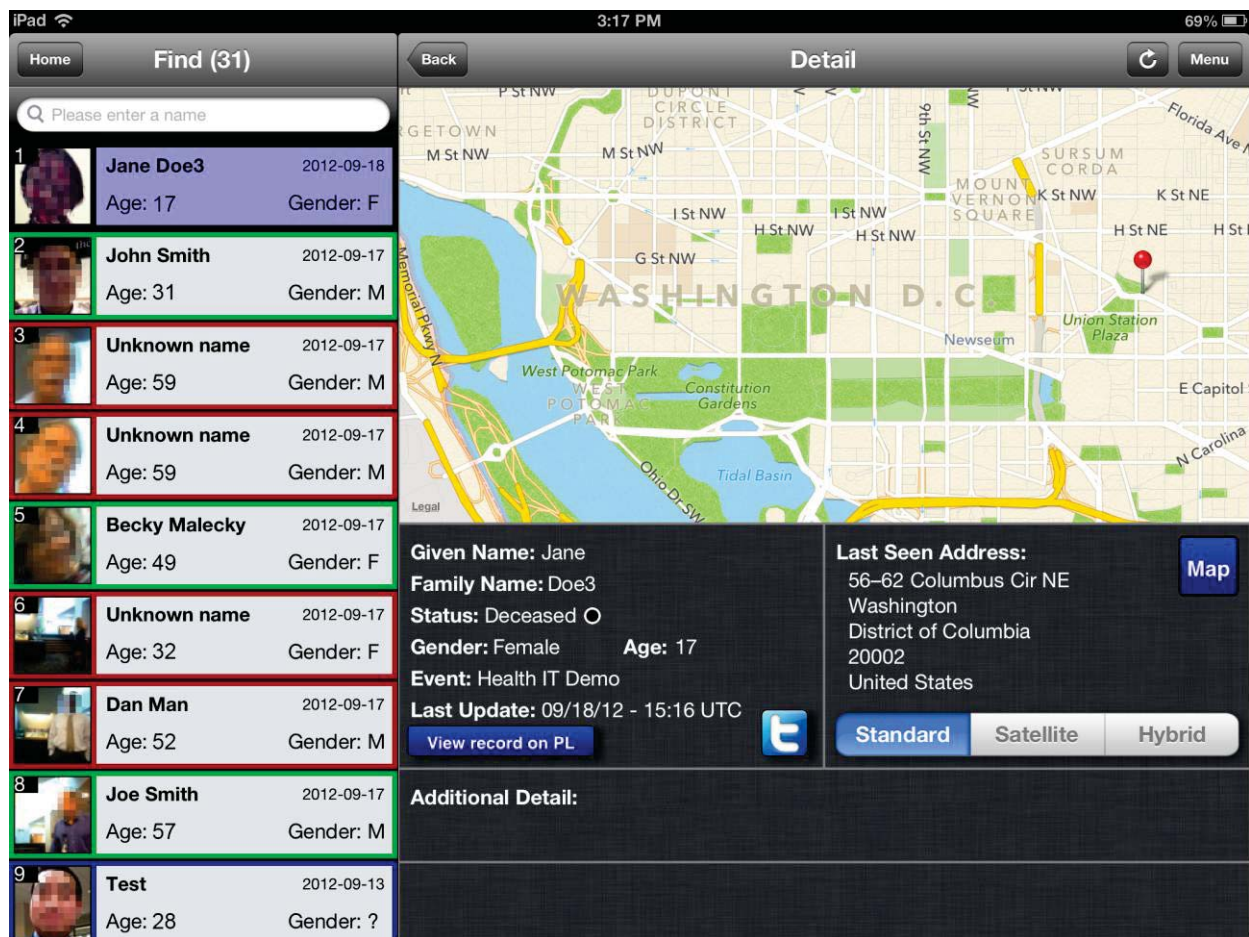 iPad 3:17 PM 69%
Home Find (31) Back Detail Menu
Please enter a name
1
Jane Doe3 2012-09-18
Age: 17 Gender: F
2
John Smith 2012-09-17
Age: 31 Gender: M
3
Unknown name 2012-09-17
Age: 59 Gender: M
4
Unknown name 2012-09-17
Age: 59 Gender: M
5
Becky Malecky 2012-09-17
Age: 49 Gender: F
6
Unknown name 2012-09-17
Age: 32 Gender: F
7
Dan Man 2012-09-17
Age: 52 Gender: M
8
Joe Smith 2012-09-17
Age: 57 Gender: M
9
Test 2012-09-13
Age: 28 Gender: ?
P St NW
DUPONT
CIRCLE
DISTRICT
9th St NW
NW
Florida Ave
M St NW
M St NW
SURSUM
CORDA
MOUNT
VERNON
SQUARE
K St NW
K St NE
I St NW
I St NW
H St NW
H St NW
H St NE
H St
G St NW
Memorial Pkwy N
WASHINGTON D.C.
Union Station
Plaza
Newseum
West Potomac Park
WEST
POTOMAC
PARK
Constitution
Gardens
E Capitol
N Carolina
Ohio Dr SW
Tidal Basin
Legal
Given Name: Jane
Family Name: Doe3
Status: Deceased
Gender: Female Age: 17
Event: Health IT Demo
Last Update: 09/18/12 - 15:16 UTC
View record on PL
Last Seen Address:
56–62 Columbus Cir NE
Washington
District of Columbia
20002
United States
Map
Standard Satellite Hybrid
Additional Detail: